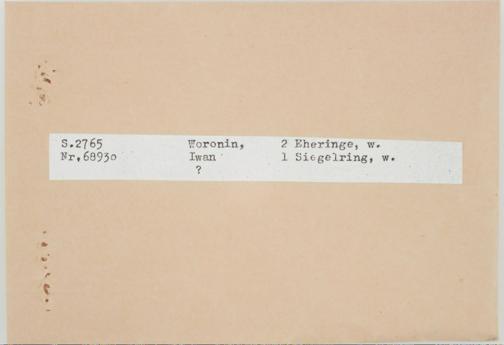 S.2765 Woronin, 2 Eheringe, w.
Nr.68930 Iwan 1 Siegelring, w.
?